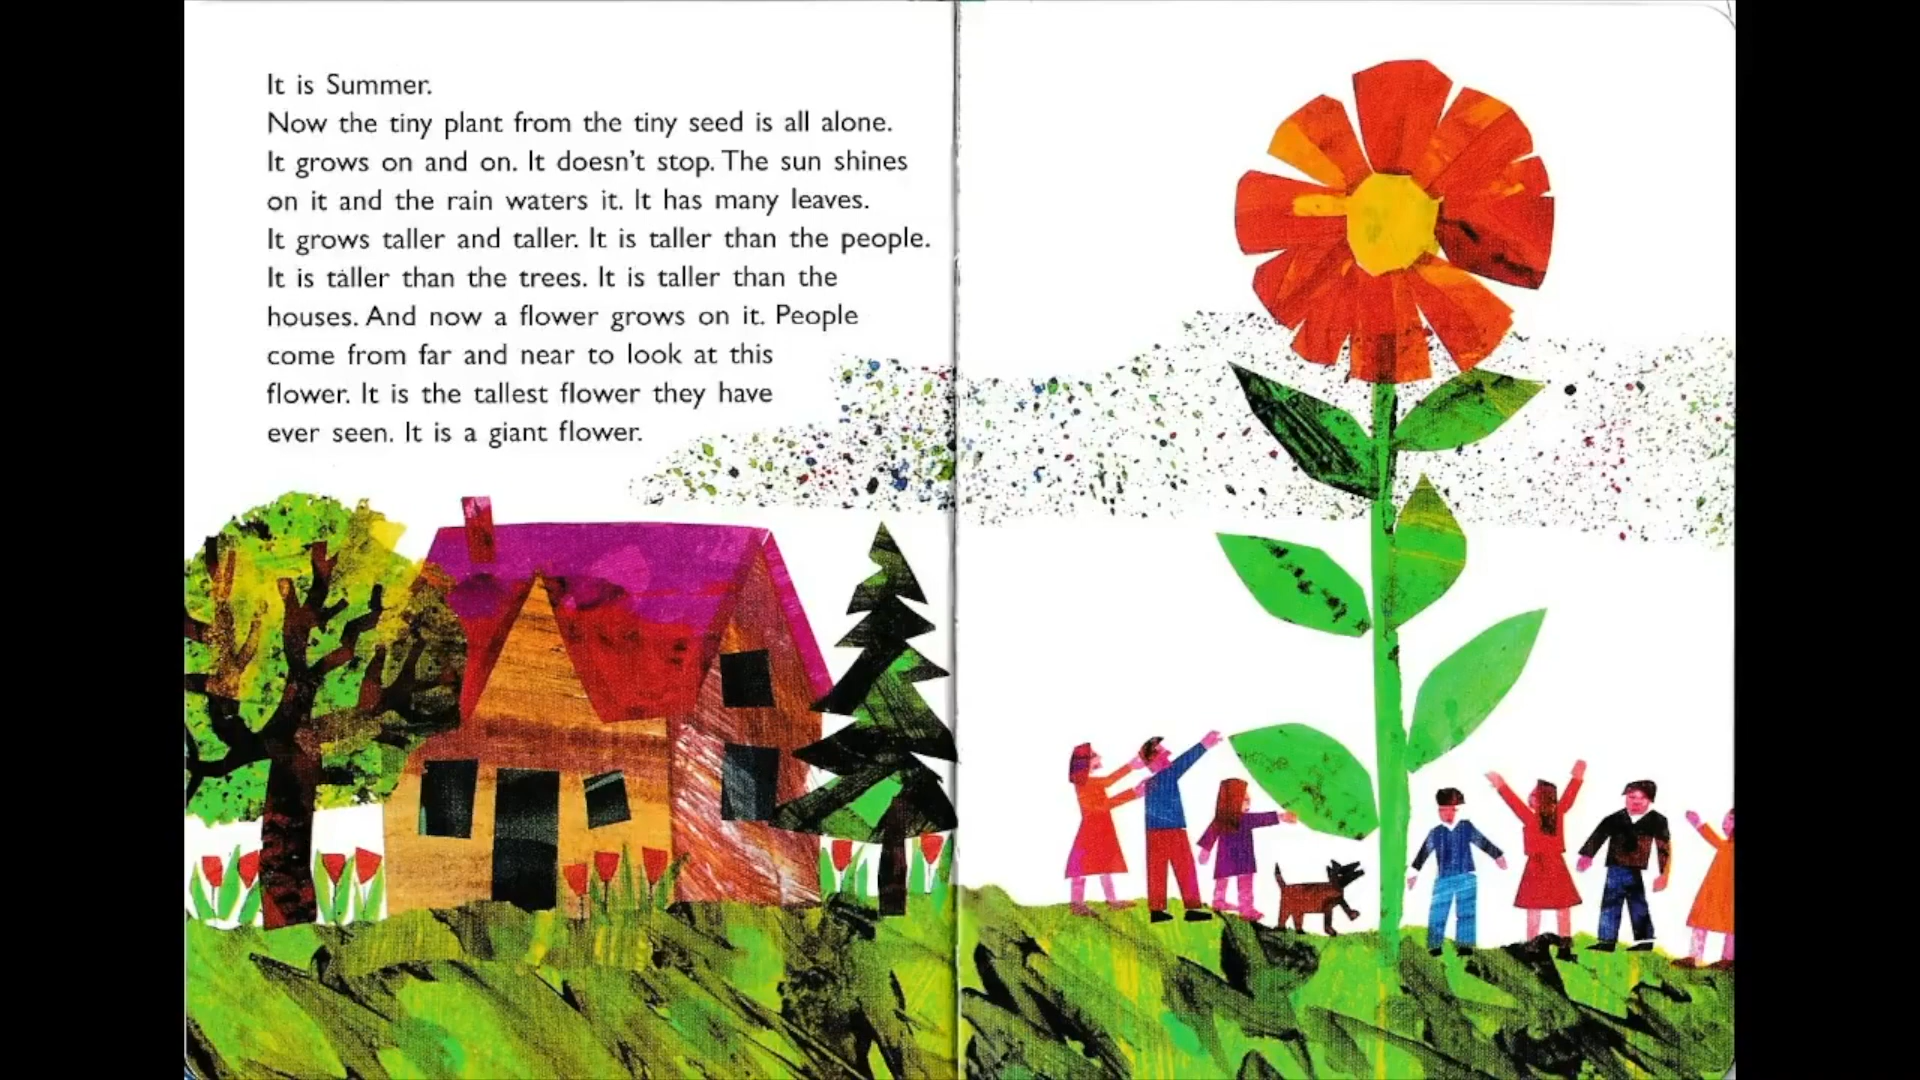 It is Summer.
Now the tiny plant from the tiny seed is all alone.
It grows on and on. It doesn't stop. The sun shines
on it and the rain waters it. It has many leaves.
It grows taller and taller. It is taller than the people.
It is taller than the trees. It is taller than the
houses. And now a flower grows on it. People
come from far and near to look at this
flower. It is the tallest flower they have
ever seen. It is a giant flower.